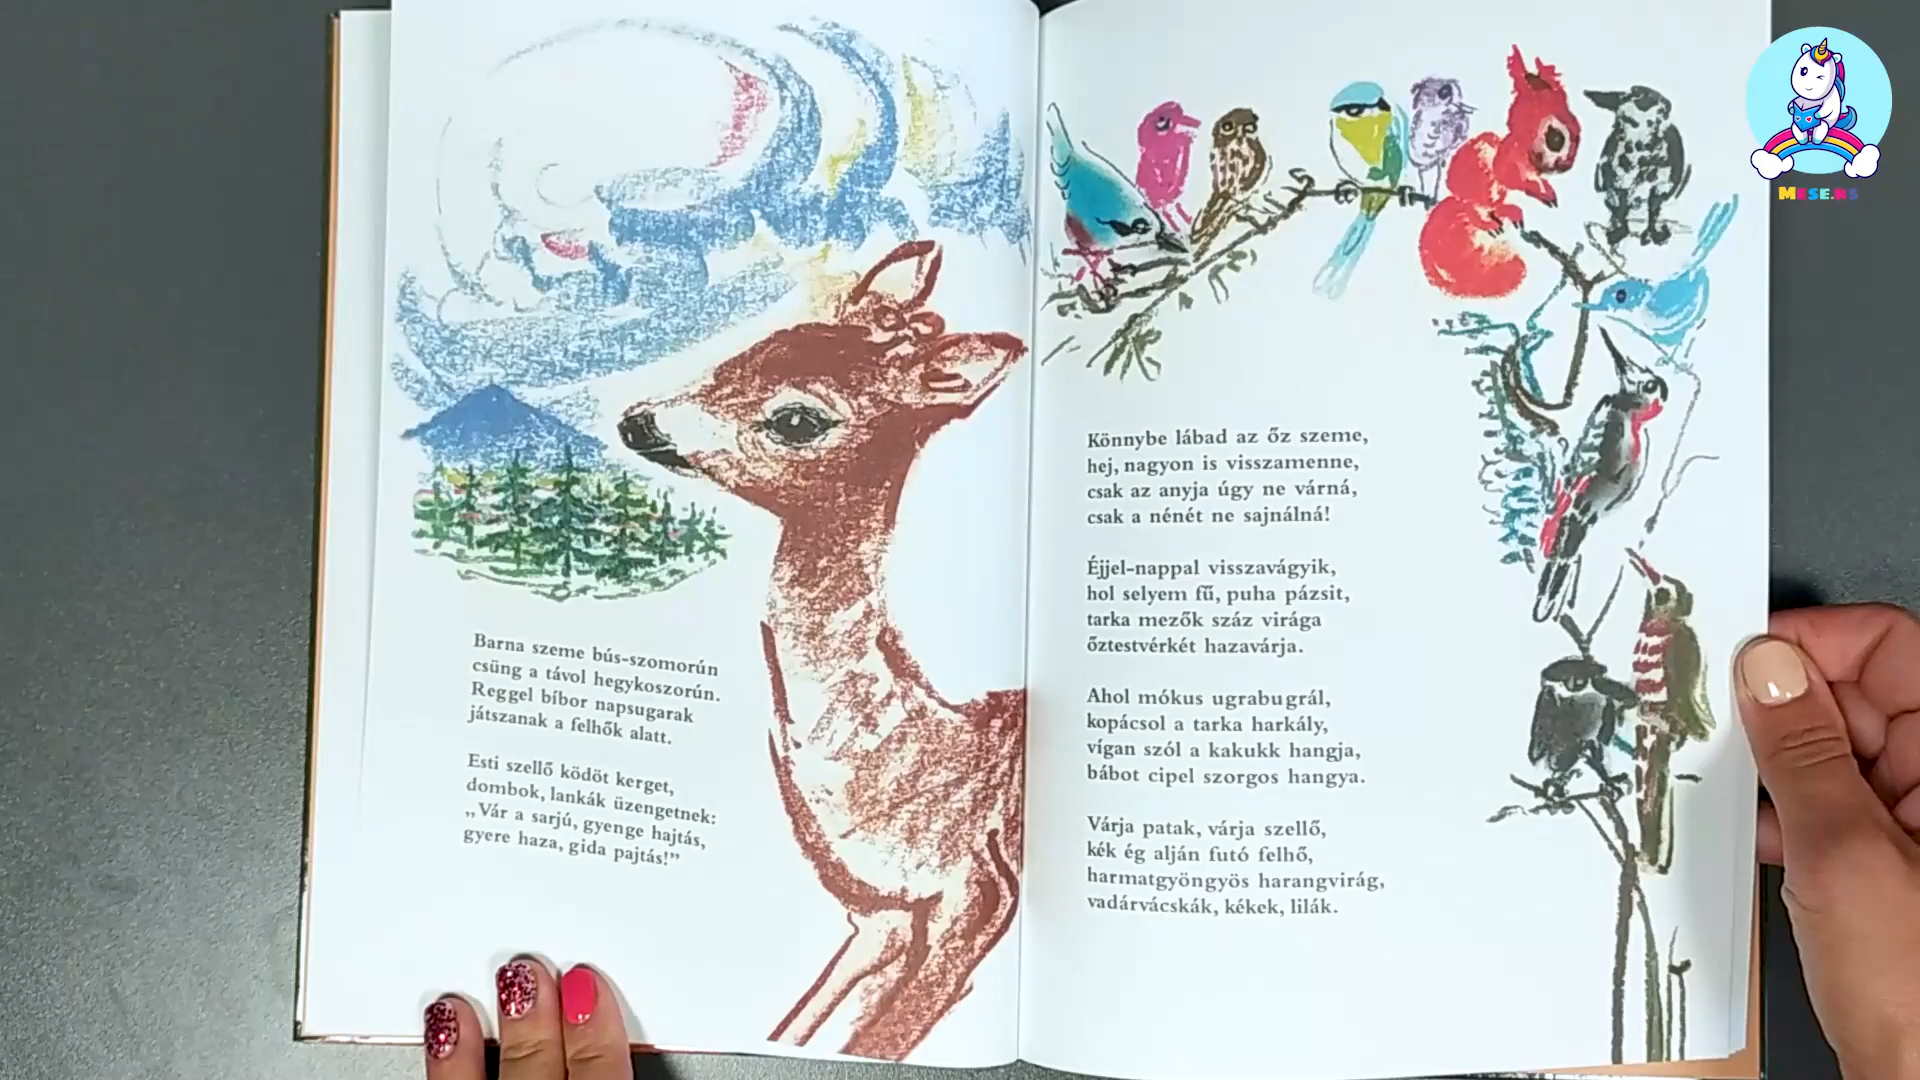 Barna szeme bús-szomorún
csüng a távol hegykoszorún.
Reggel bíbor napsugarak
játszanak a felhők alatt.
Esti szellő ködöt kerget,
dombok, lankák üzengetnek:
„Vár a sarjú, gyenge hajtás,
gyere haza, gida pajtás!”
Könnybe lábad az őz szeme,
hej, nagyon is visszamenne,
csak az anyja úgy ne várná,
csak a nénét ne sajnálná!
Éjjel-nappal visszavágyik,
hol selyem fű, puha pázsit,
tarka mezők száz virága
őztestvérkét hazavárja.
Ahol mókus ugrabugrál,
kopácsol a tarka harkály,
vígan szól a kakukk hangja,
bábot cipel szorgos hangya.
Várja patak, várja szellő,
kék ég alján futó felhő,
harmatgyöngyös harangvirág,
vadárvácskák, kékek, lilák.
MESE.RS